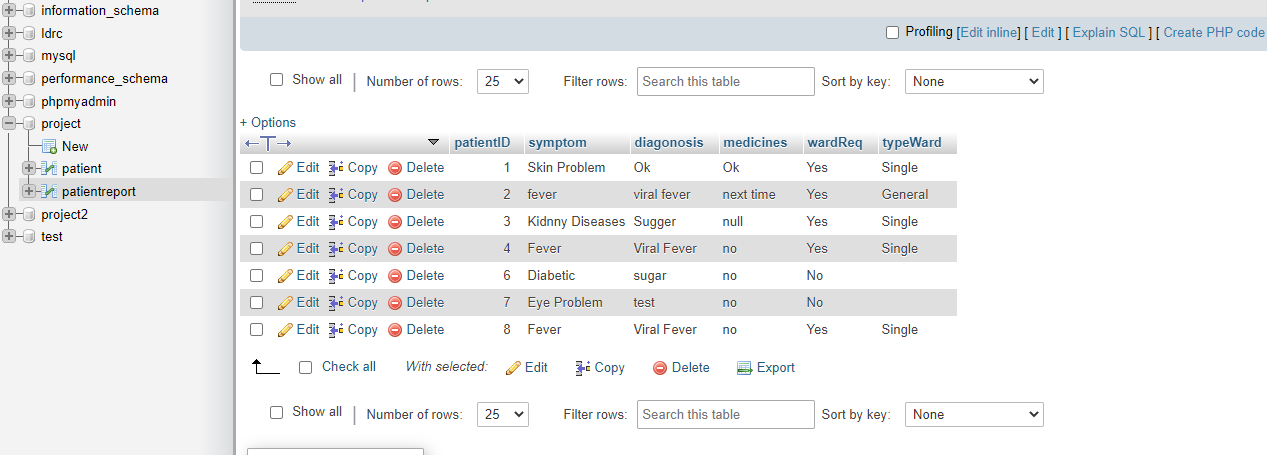 information_schema
ldrc
mysql
performance_schema
phpmyadmin
project
New
patient
patientreport
project2
test
Profiling [Edit inline] [ Edit ] [ Explain SQL ] [ Create PHP code
Show all | Number of rows: 25 Filter rows: Search this table Sort by key: None
+ Options
←T→ patientID symptom diagonosis medicines wardReq typeWard
Edit Copy Delete 1 Skin Problem Ok Ok Yes Single
Edit Copy Delete 2 fever viral fever next time Yes General
Edit Copy Delete 3 Kidnny Diseases Sugger null Yes Single
Edit Copy Delete 4 Fever Viral Fever no Yes Single
Edit Copy Delete 6 Diabetic sugar no No
Edit Copy Delete 7 Eye Problem test no No
Edit Copy Delete 8 Fever Viral Fever no Yes Single
Check all With selected: Edit Copy Delete Export
Show all | Number of rows: 25 Filter rows: Search this table Sort by key: None